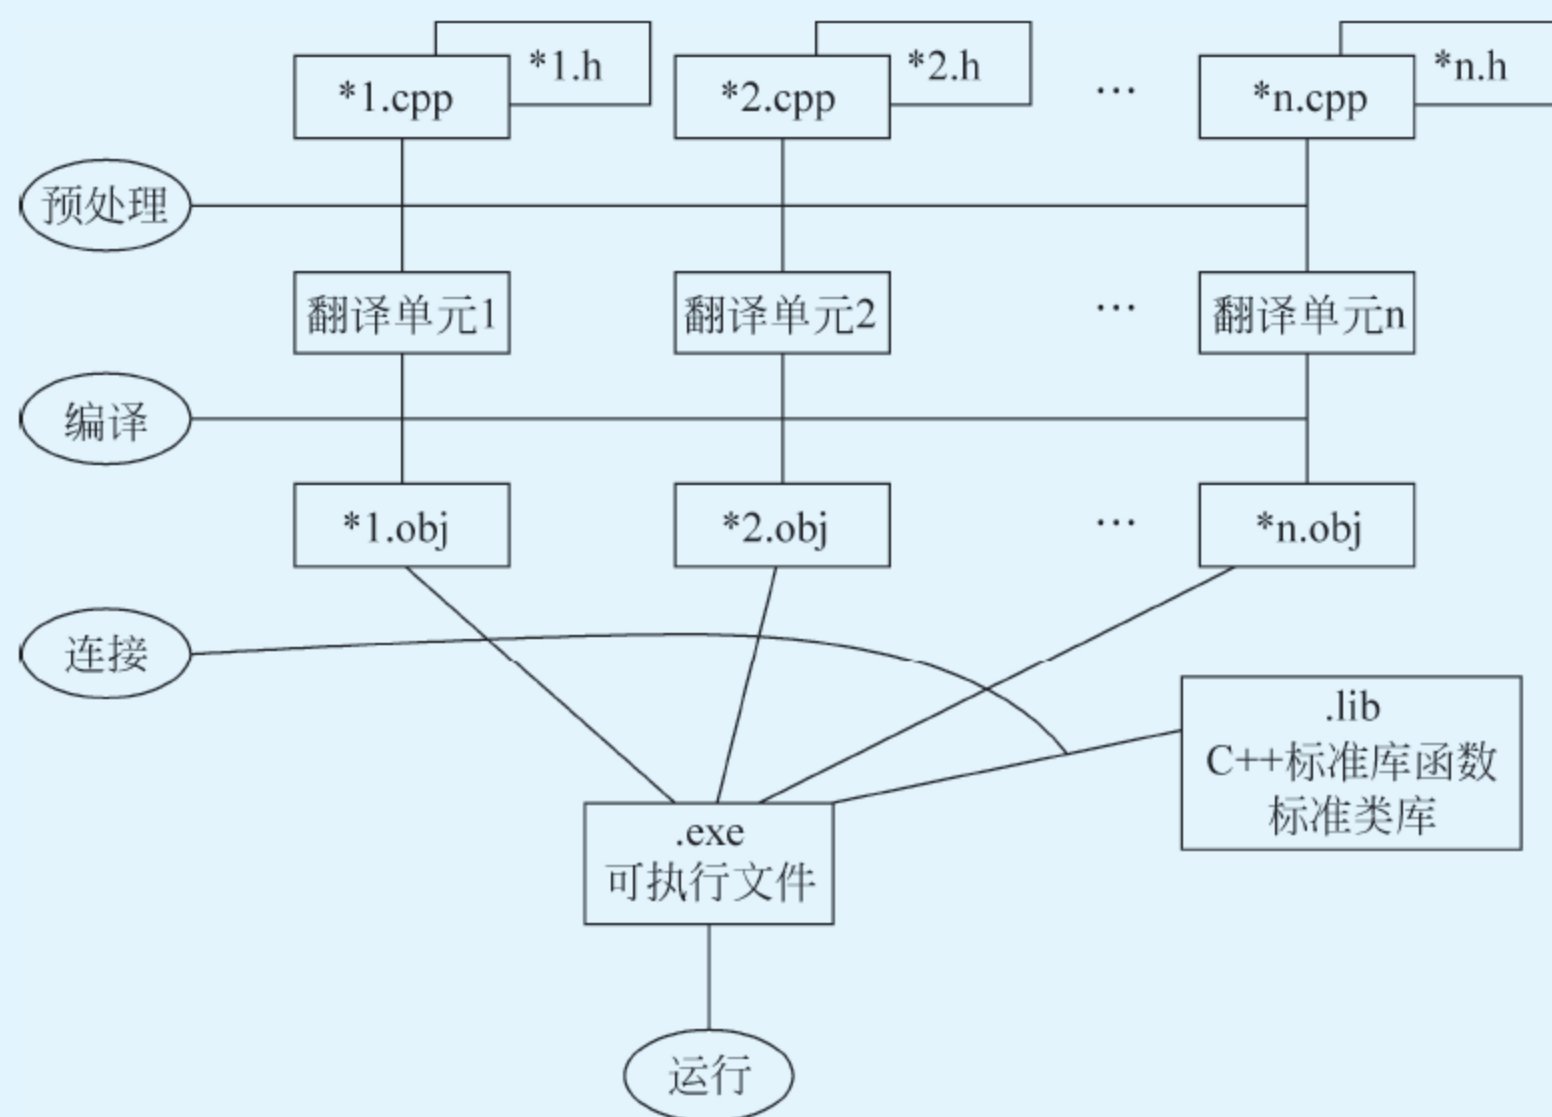 *1.h
*1.cpp
*2.h
*2.cpp
…
*n.h
*n.cpp
预处理
翻译单元1
翻译单元2
…
翻译单元n
编译
*1.obj
*2.obj
…
*n.obj
连接
.lib
C++标准库函数
标准类库
.exe
可执行文件
运行